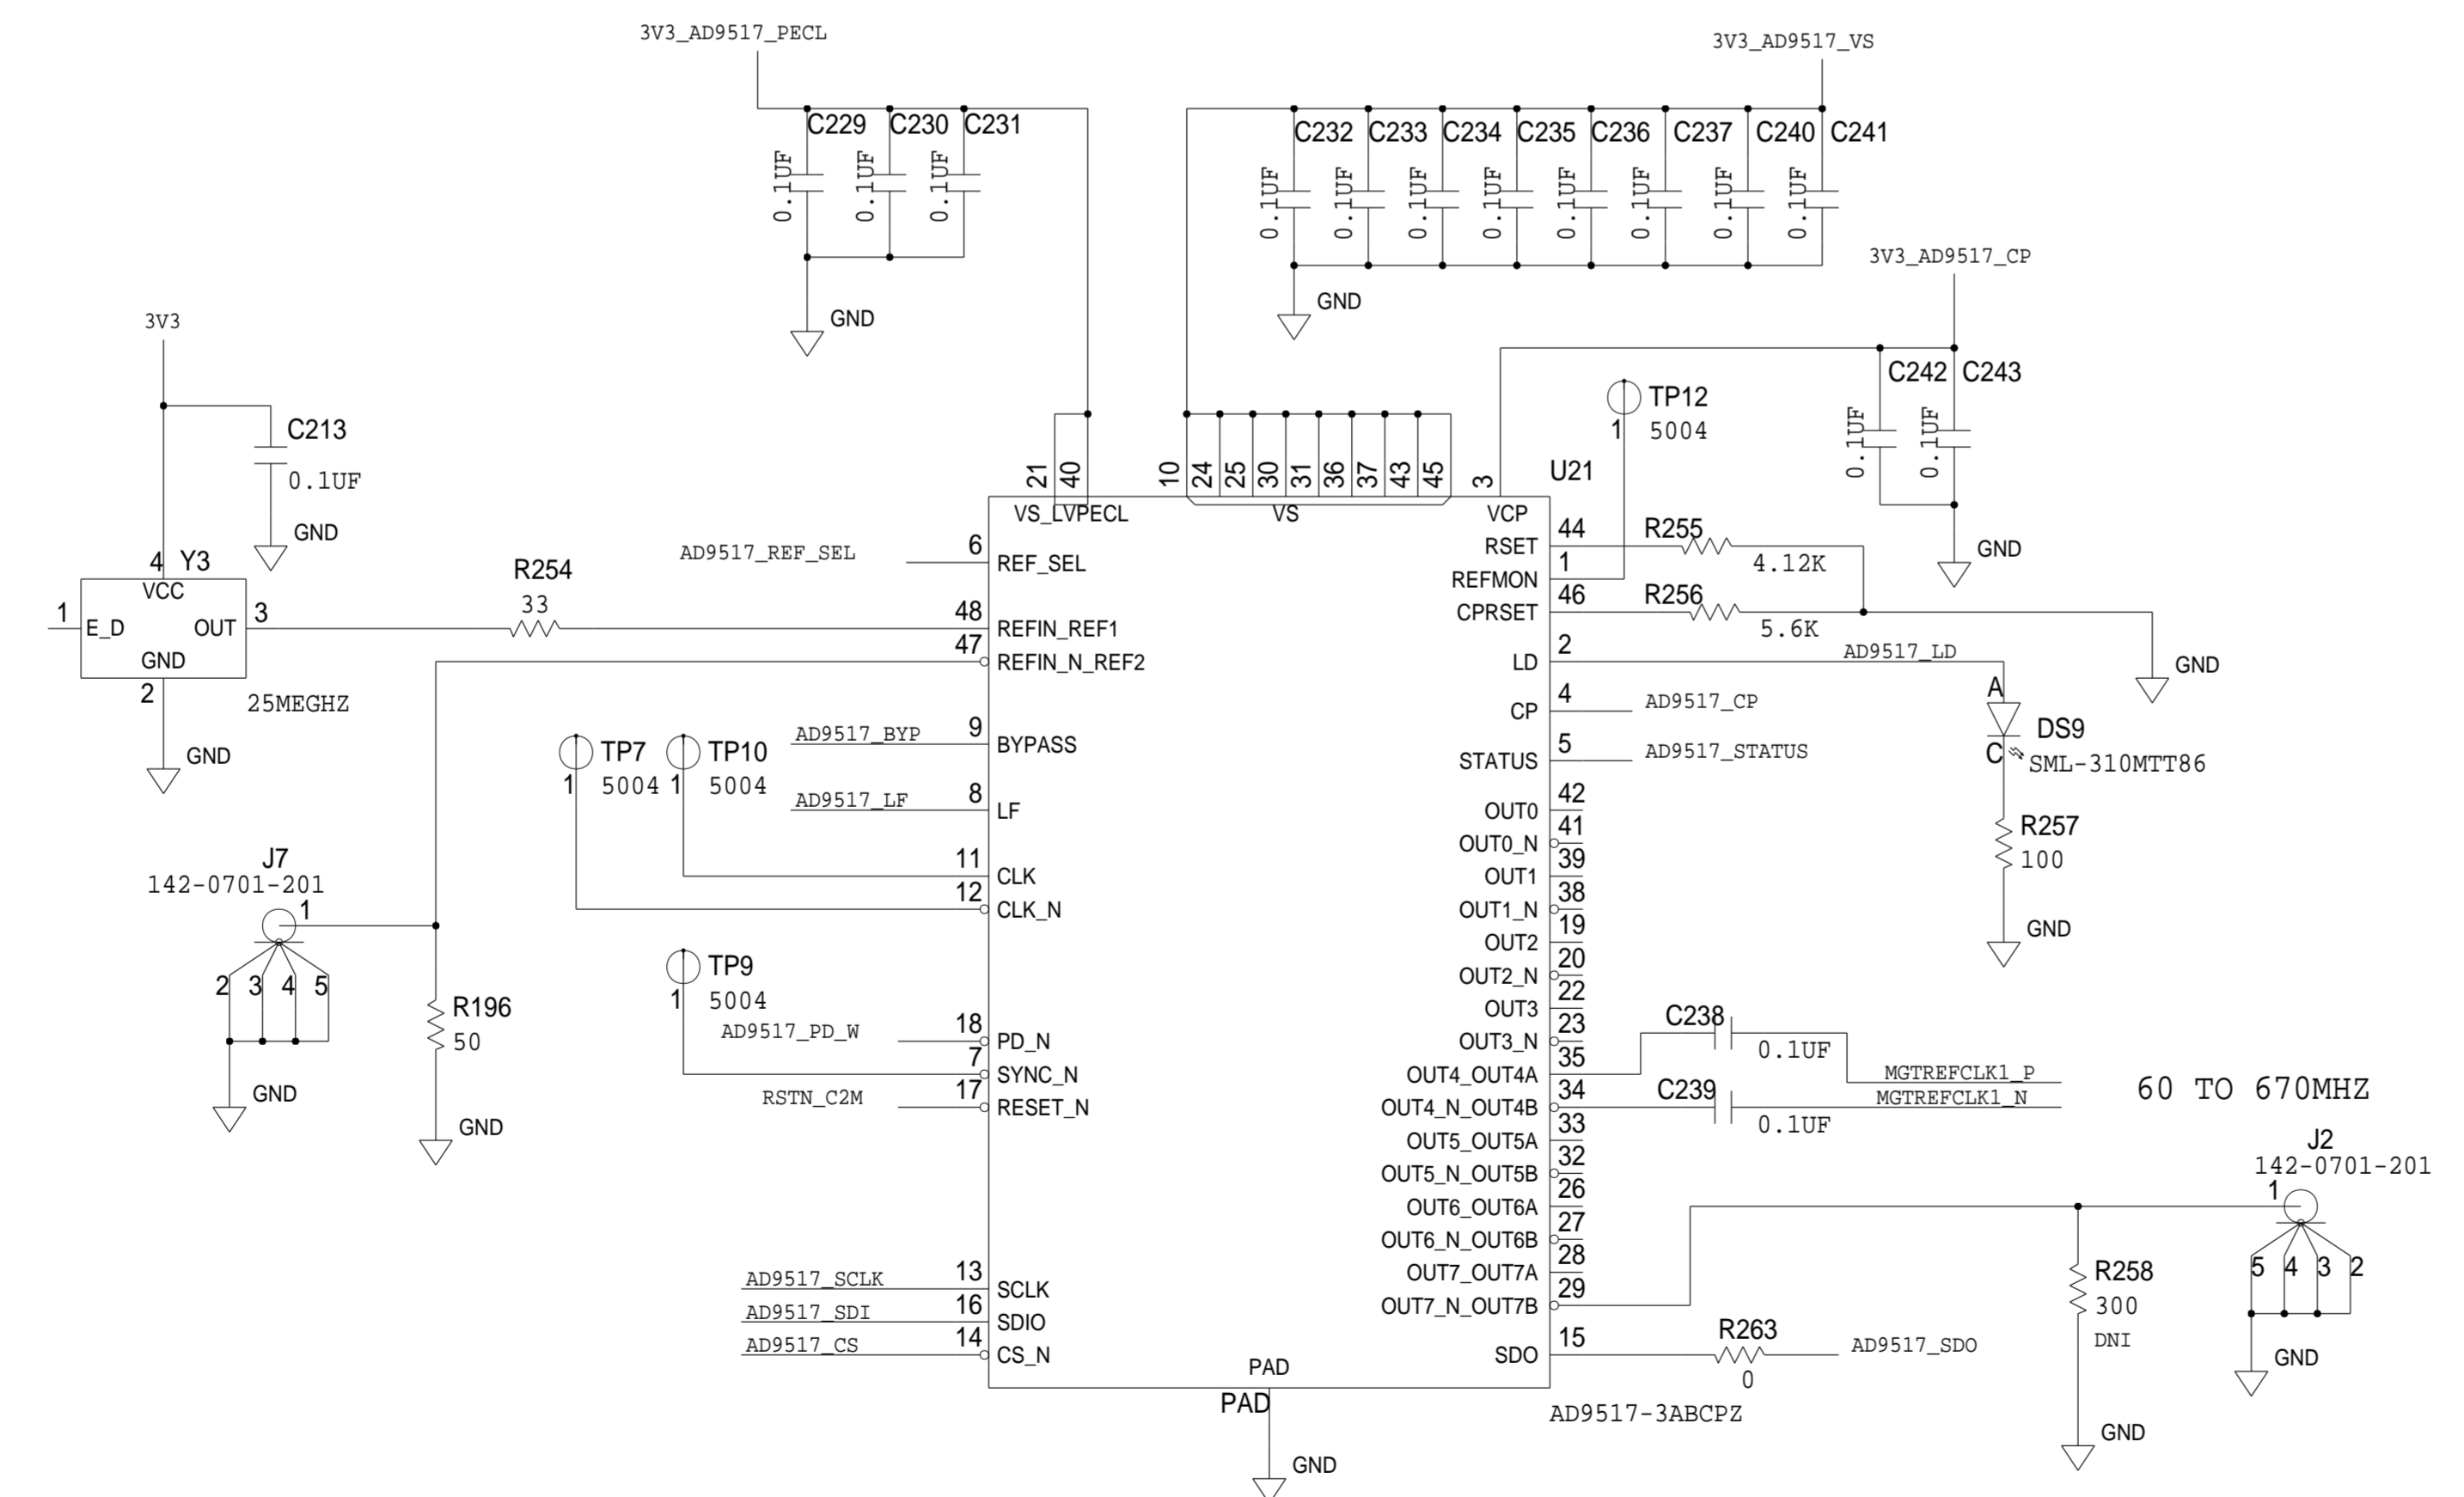 3V3_AD9517_PECL
3V3_AD9517_VS
C229
C230
C231
0.1UF
0.1UF
0.1UF
C232
C233
C234
C235
C236
C237
C240
C241
0.1UF
0.1UF
0.1UF
0.1UF
0.1UF
0.1UF
0.1UF
0.1UF
GND
GND
3V3_AD9517_CP
C242
C243
0.1UF
0.1UF
GND
TP12
1
5004
3V3
C213
0.1UF
GND
4
Y3
VCC
1
E_D
OUT
3
GND
2
25MEGHZ
GND
R254
33
21
40
10
24
25
30
31
36
37
43
45
3
U21
VS_LVPECL
VS
VCP
AD9517_REF_SEL
6
REF_SEL
48
REFIN_REF1
47
REFIN_N_REF2
AD9517_BYP
9
BYPASS
TP7
1
5004
TP10
1
5004
AD9517_LF
8
LF
11
CLK
12
CLK_N
TP9
1
5004
AD9517_PD_W
18
PD_N
7
SYNC_N
RSTN_C2M
17
RESET_N
AD9517_SCLK
13
SCLK
AD9517_SDI
16
SDIO
AD9517_CS
14
CS_N
J7
142-0701-201
1
2
3
4
5
GND
R196
50
GND
RSET
44
R255
4.12K
REFMON
1
CPRSET
46
R256
5.6K
GND
LD
2
AD9517_LD
CP
4
AD9517_CP
STATUS
5
AD9517_STATUS
A
C
DS9
SML-310MTT86
R257
100
GND
OUT0
42
OUT0_N
41
OUT1
39
OUT1_N
38
OUT2
19
OUT2_N
20
OUT3
22
OUT3_N
23
OUT4_OUT4A
35
OUT4_N_OUT4B
34
OUT5_OUT5A
33
OUT5_N_OUT5B
32
OUT6_OUT6A
26
OUT6_N_OUT6B
27
OUT7_OUT7A
28
OUT7_N_OUT7B
29
SDO
15
C238
0.1UF
MGTREFCLK1_P
C239
0.1UF
MGTREFCLK1_N
60 TO 670MHZ
J2
142-0701-201
1
5
4
3
2
GND
R258
300
DNI
GND
R263
0
AD9517_SDO
PAD
PAD
GND
AD9517-3ABCPZ